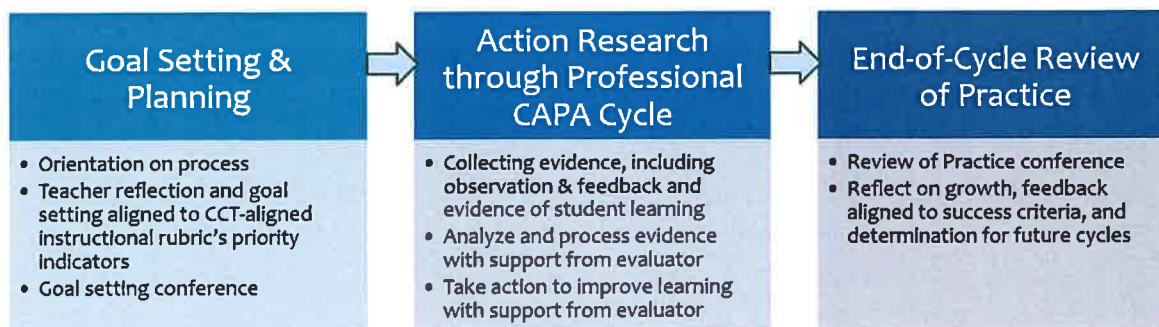 Goal Setting &
Planning
• Orientation on process
• Teacher reflection and goal
setting aligned to CCT-aligned
instructional rubric's priority
indicators
• Goal setting conference
Action Research
through Professional
CAPA Cycle
• Collecting evidence, including
observation & feedback and
evidence of student learning
• Analyze and process evidence
with support from evaluator
• Take action to improve learning
with support from evaluator
End-of-Cycle Review
of Practice
• Review of Practice conference
• Reflect on growth, feedback
aligned to success criteria, and
determination for future cycles